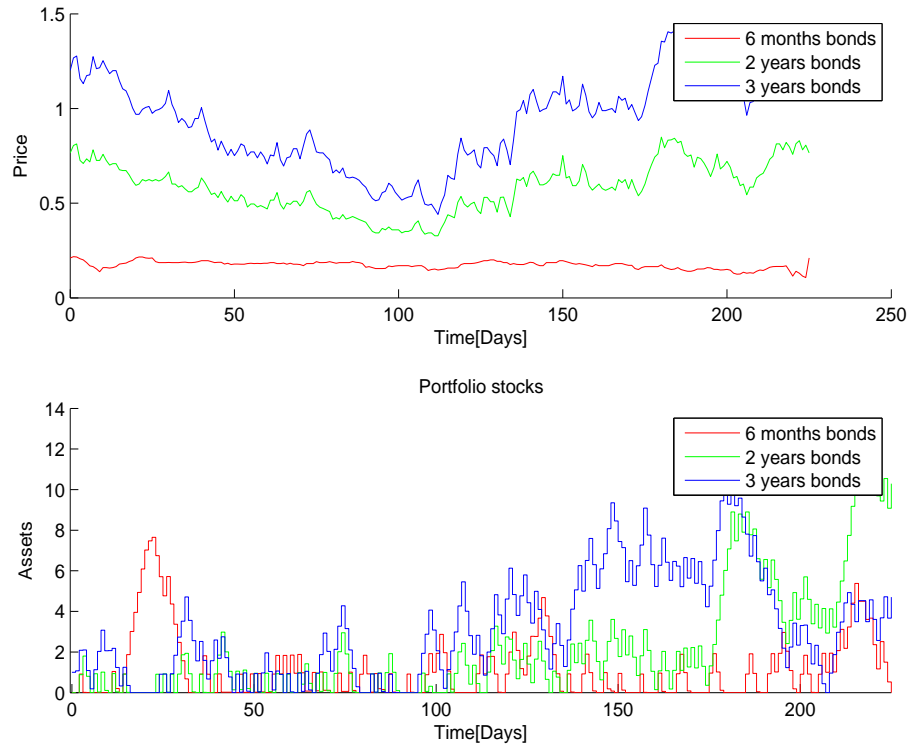 1.5
1
0.5
0
Price
0
50
100
150
200
250
Time[Days]
6 months bonds
2 years bonds
3 years bonds
Portfolio stocks
14
12
10
8
6
4
2
0
Assets
0
50
100
150
200
Time[Days]
6 months bonds
2 years bonds
3 years bonds